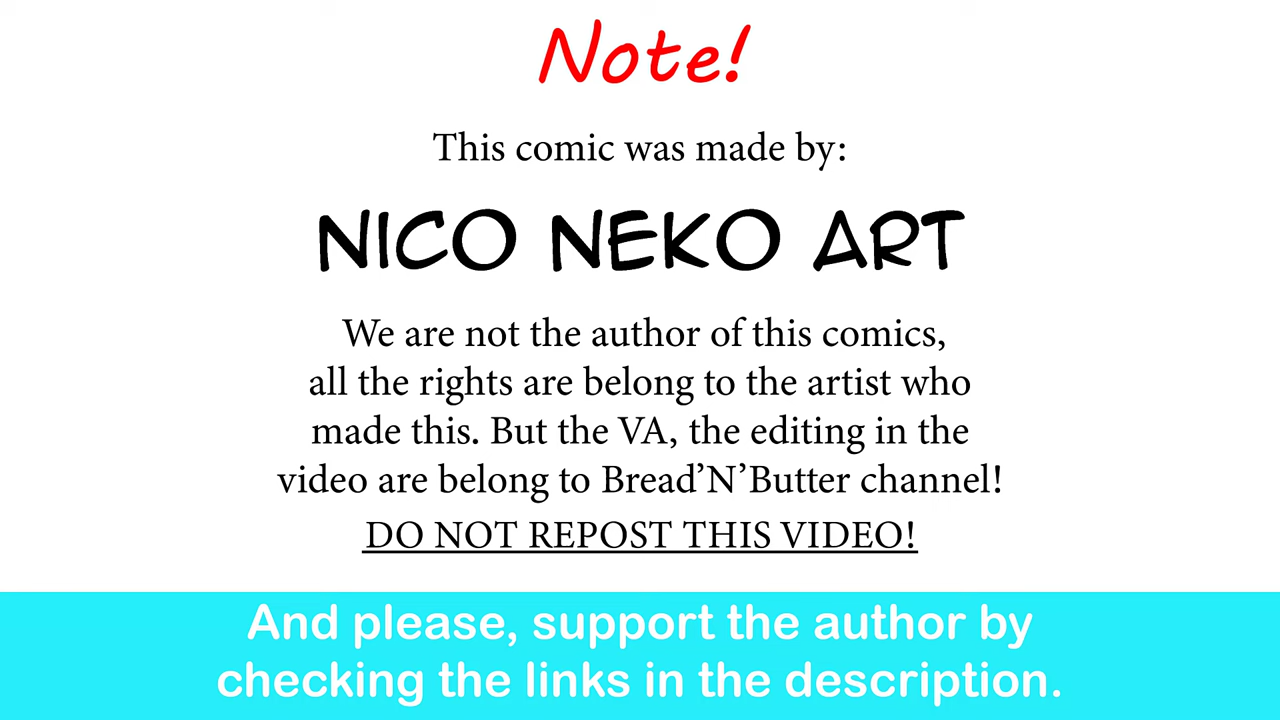 Note!
This comic was made by:
NICO NEKO ART
We are not the author of this comics,
all the rights are belong to the artist who
made this. But the VA, the editing in the
video are belong to Bread’N’Butter channel!
DO NOT REPOST THIS VIDEO!
And please, support the author by
checking the links in the description.